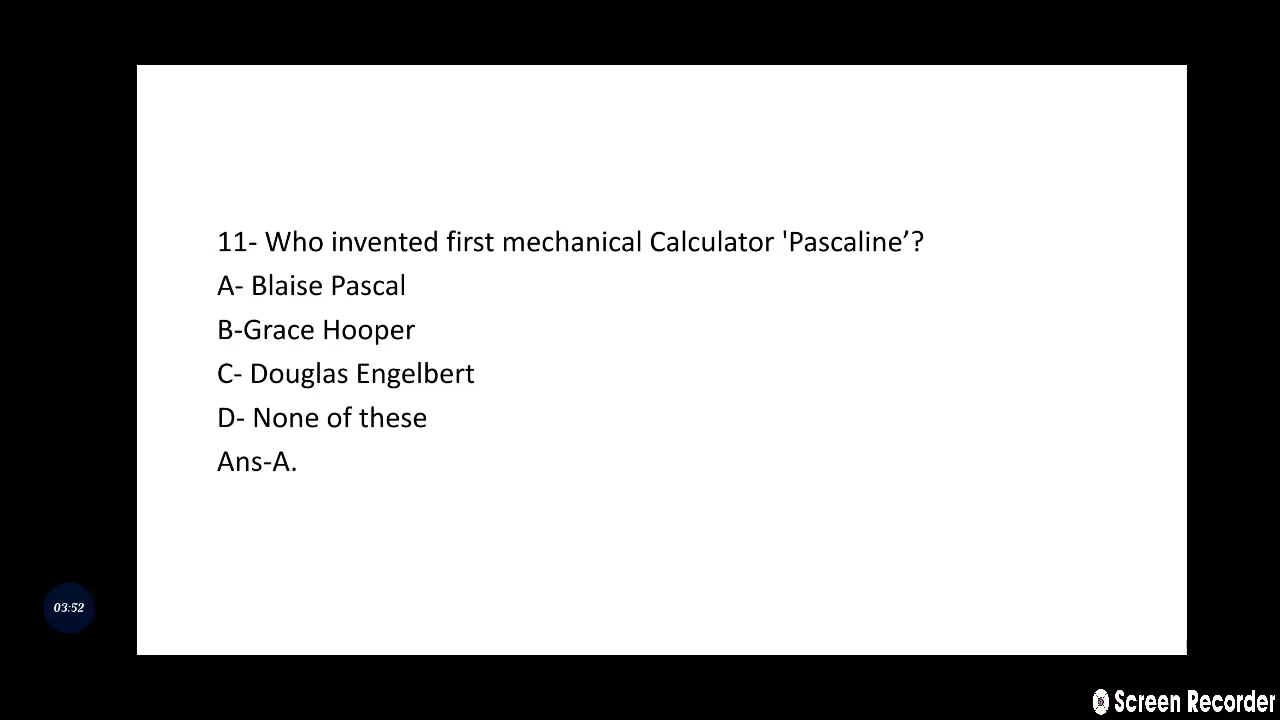 11- Who invented first mechanical Calculator 'Pascaline’?
A- Blaise Pascal
B-Grace Hooper
C- Douglas Engelbert
D- None of these
Ans-A.
03:52
Screen Recorder